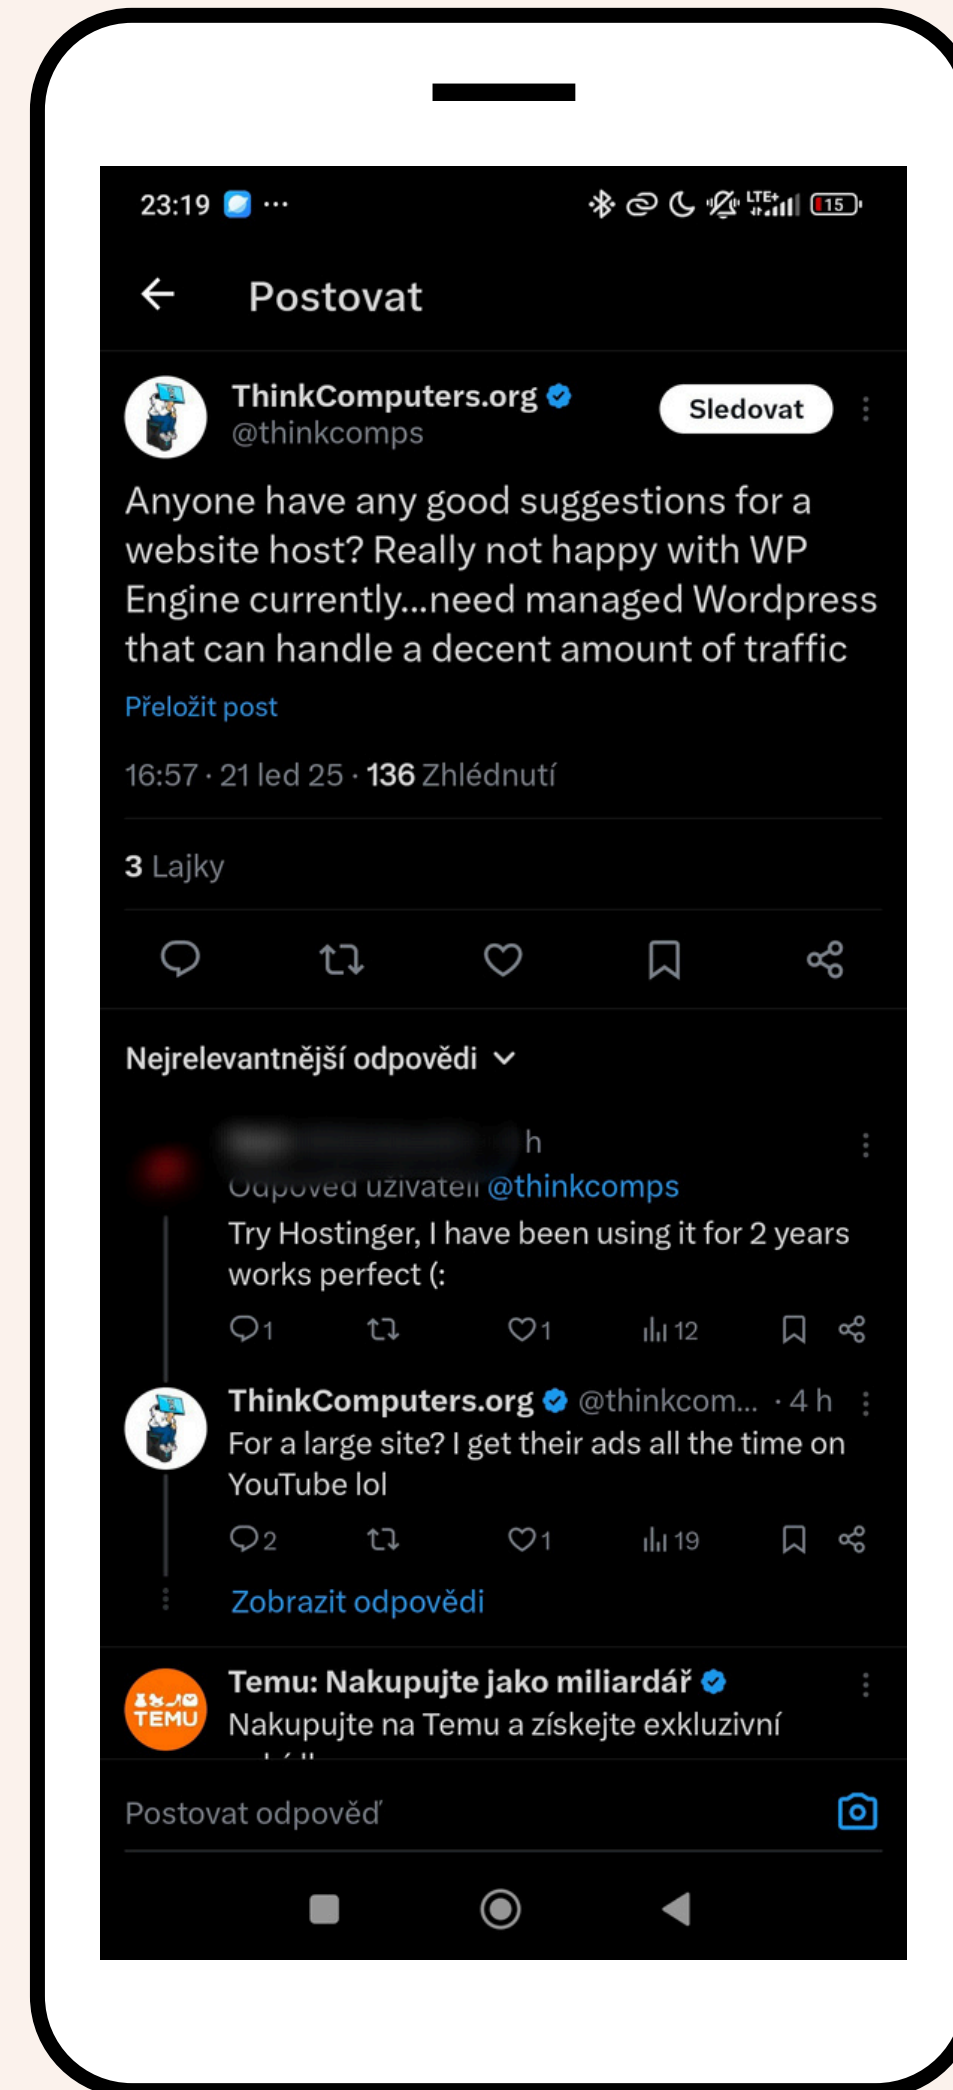 23:19 ...
LTE+ 15
Postovat
ThinkComputers.org
@thinkcomps
Sledovat
Anyone have any good suggestions for a
website host? Really not happy with WP
Engine currently...need managed Wordpress
that can handle a decent amount of traffic
Přeložit post
16:57 · 21 led 25 · 136 Zhlédnutí
3 Lajky
Nejrelevantnější odpovědi
h
Odpověď uživateli @thinkcomps
Try Hostinger, I have been using it for 2 years
works perfect (:
1 1 12
ThinkComputers.org @thinkcom... · 4 h
For a large site? I get their ads all the time on
YouTube lol
2 1 19
Zobrazit odpovědi
TEMU
Temu: Nakupujte jako miliardář
Nakupujte na Temu a získejte exkluzivní
Postovat odpověď